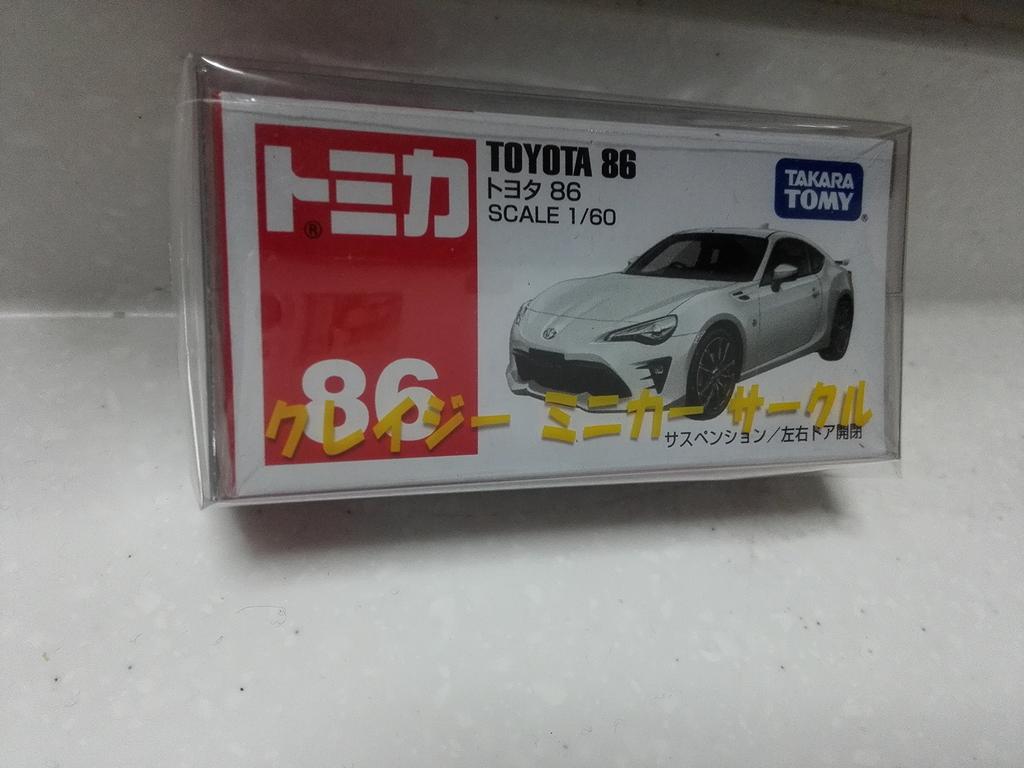 トミカ®
86
TOYOTA 86
トヨタ 86
SCALE 1/60
TAKARA TOMY®
クレイジー ミニカー サークル
サスペンション/左右ドア開閉